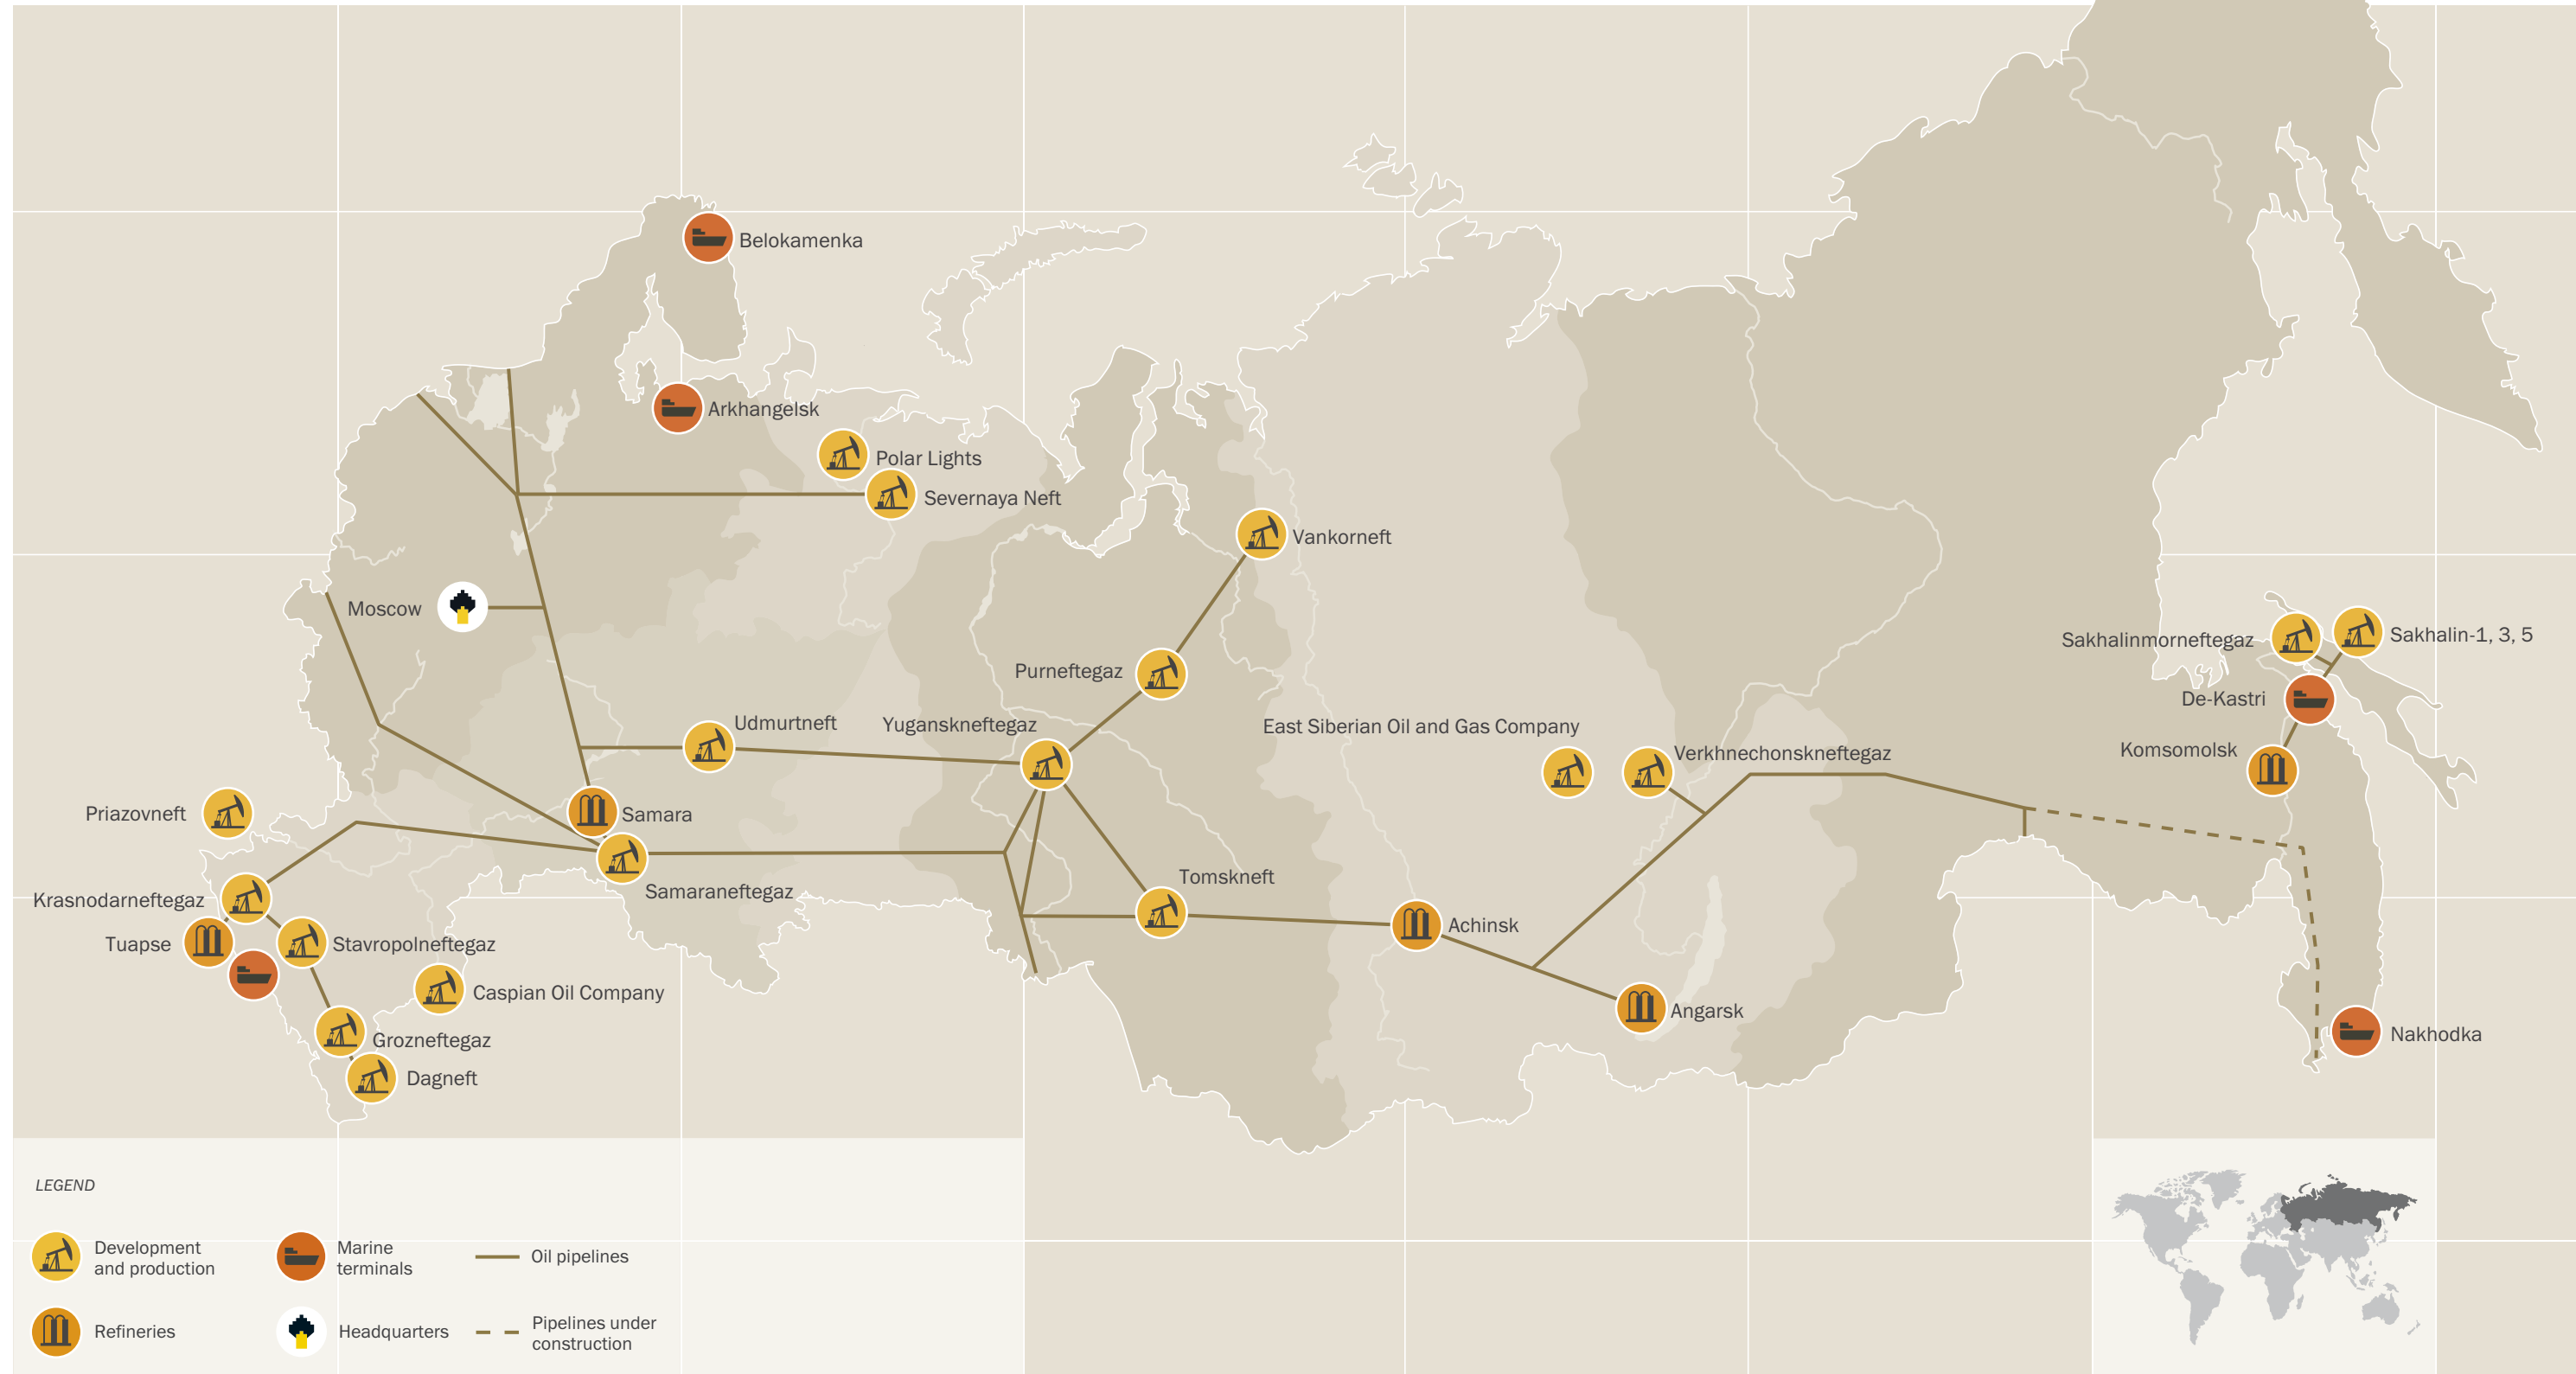 Belokamenka
Arkhangelsk
Polar Lights
Severnaya Neft
Vankorneft
Moscow
Sakhalinmorneftegaz
Sakhalin-1, 3, 5
Purneftegaz
De-Kastri
Udmurtneft
Yuganskneftegaz
East Siberian Oil and Gas Company
Verkhnechonskneftegaz
Komsomolsk
Priazovneft
Samara
Tomskneft
Samaraneftegaz
Krasnodarneftegaz
Achinsk
Tuapse
Stavropolneftegaz
Caspian Oil Company
Angarsk
Nakhodka
Grozneftegaz
Dagneft
LEGEND
Development
and production
Marine
terminals
Oil pipelines
Refineries
Headquarters
Pipelines under
construction